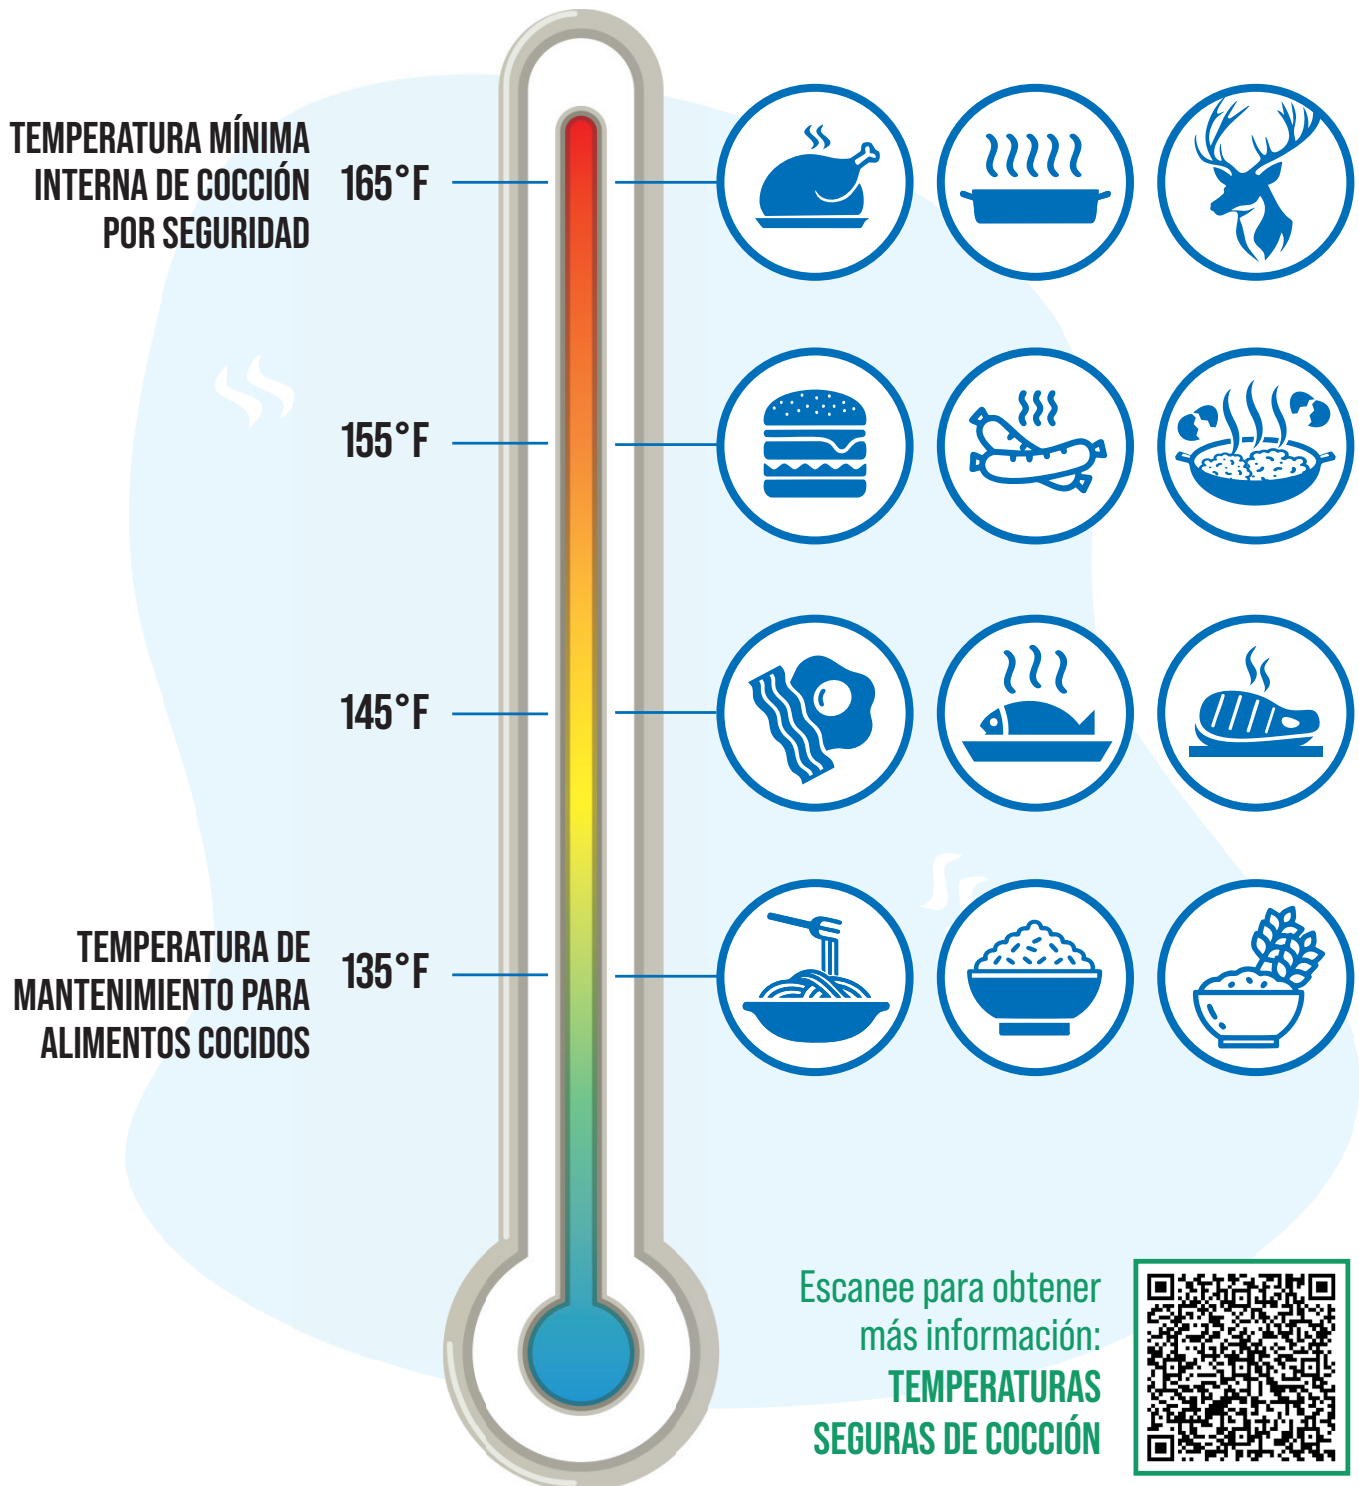 TEMPERATURA MÍNIMA
INTERNA DE COCCIÓN
POR SEGURIDAD
165°F
155°F
145°F
TEMPERATURA DE
MANTENIMIENTO PARA
ALIMENTOS COCIDOS
135°F
Escanee para obtener
más información:
TEMPERATURAS
SEGURAS DE COCCIÓN